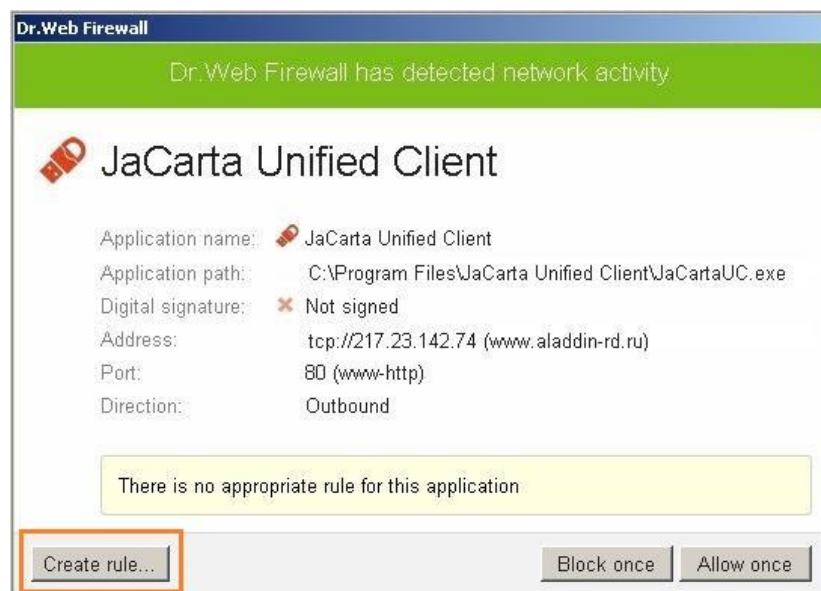 Dr.Web Firewall
Dr.Web Firewall has detected network activity
JaCarta Unified Client
Application name: JaCarta Unified Client
Application path: C:\Program Files\JaCarta Unified Client\JaCartaUC.exe
Digital signature: Not signed
Address: tcp://217.23.142.74 (www.aladdin-rd.ru)
Port: 80 (www-http)
Direction: Outbound
There is no appropriate rule for this application
Create rule... Block once Allow once